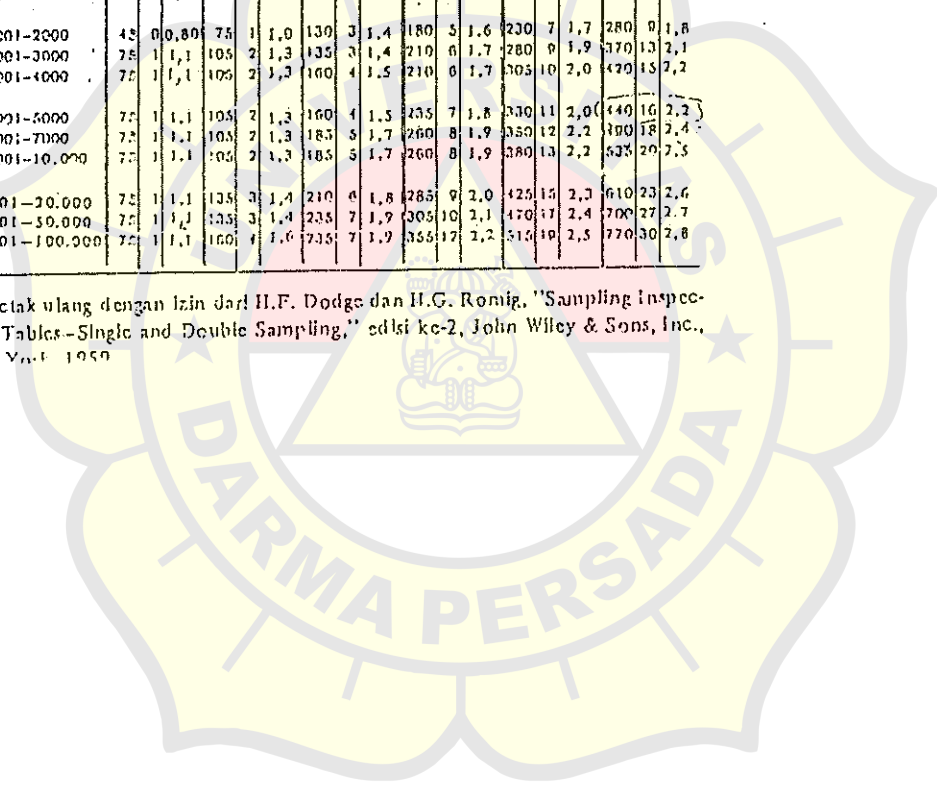 001-2000 45 0 0,80 75 1 1,0 130 3 1,4 180 5 1,6 230 7 1,7 280 9 1,8
001-3000 75 1 1,1 105 2 1,3 135 3 1,4 210 6 1,7 280 9 1,9 370 13 2,1
001-4000 75 1 1,1 105 2 1,3 160 4 1.5 210 6 1,7 305 10 2,0 420 15 2,2
001-5000 75 1 1,1 105 2 1,3 160 4 1.5 235 7 1.8 330 11 2,0 440 16 2,2
001-7000 75 1 1.1 105 2 1,3 185 5 1,7 260 8 1,9 350 12 2.2 18 2,4
001-10.000 75 1 1.1 105 2 1,3 185 5 1.7 260 8 1,9 380 13 2,2 535 20 2,5
01-20.000 75 1 1,1 135 3 1,4 210 6 1,8 285 9 2.0 425 15 2,3 610 23 2,6
01-50.000 75 1 1,1 135 3 1,4 235 7 1,9 305 10 2,1 470 17 2,4 700 27 2.7
01-100.000 75 1 1,1 160 4 1,6 235 7 1.9 355 2,2 515 19 2,5 770 30 2,8
etak ulang dengan izin dari H.F. Dodge dan H.G. Romig, "Sampling Inspec-
Tables-Single and Double Sampling," edisi ke-2, John Wiley & Sons, Inc.,
York 1959
UNIVERSITAS
DARMA PERSADA